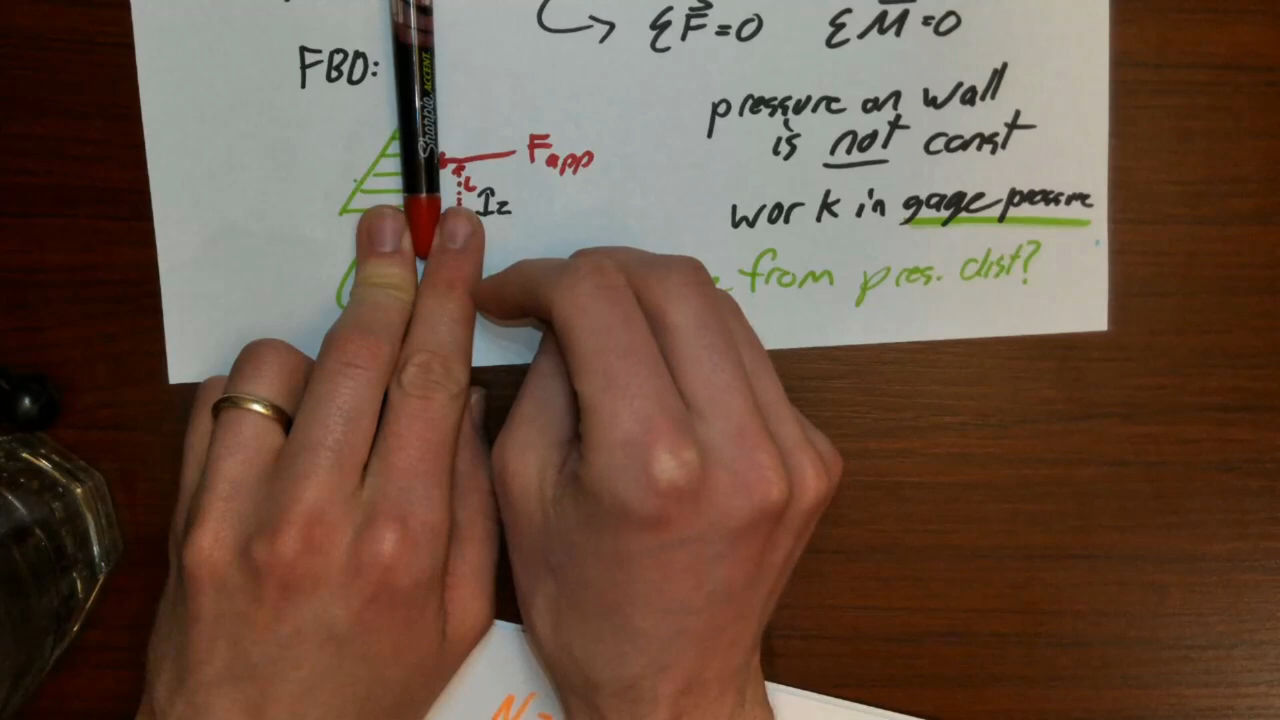 ΣF=0 ΣM=0
FBD:
Sharpie ACCENT
pressure on wall
is not const
Fapp
L
z
work in gage pressure
from pres. dist?
N=